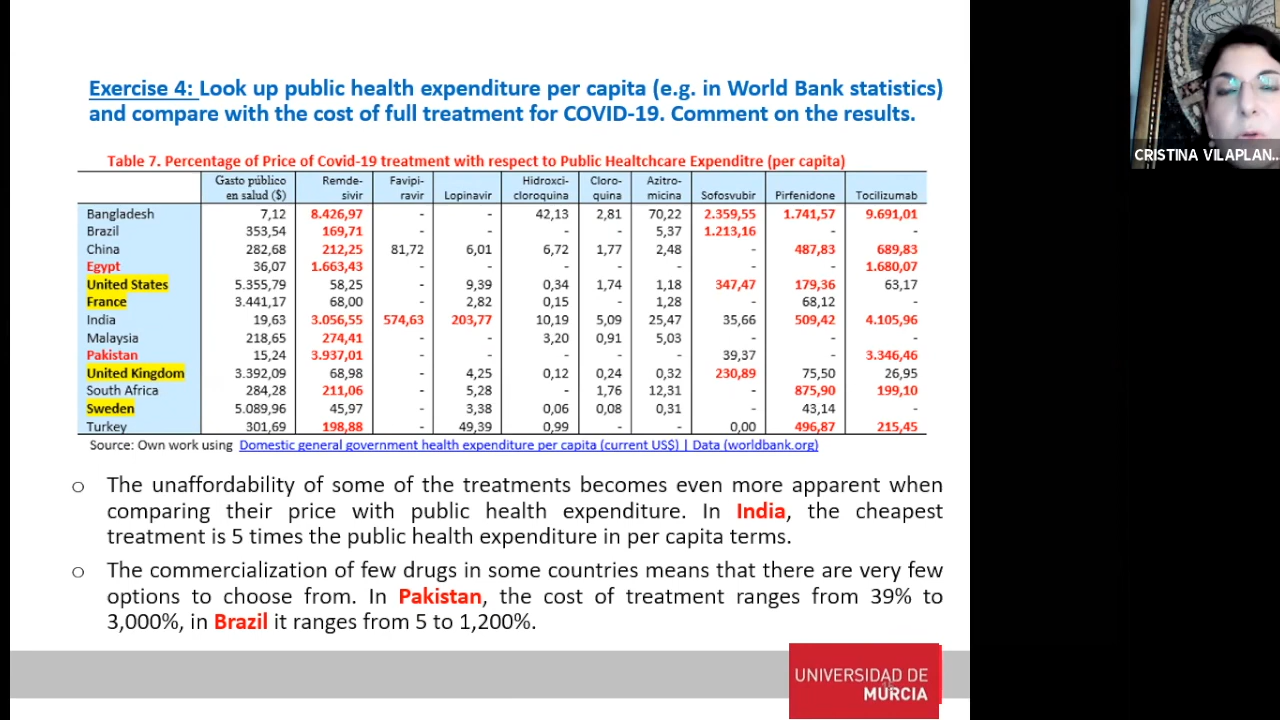 Exercise 4: Look up public health expenditure per capita (e.g. in World Bank statistics)
and compare with the cost of full treatment for COVID-19. Comment on the results.
CRISTINA VILAPLAN...
Table 7. Percentage of Price of Covid-19 treatment with respect to Public Healtchcare Expenditre (per capita)
Gasto público en salud ($) Remde-sivir Favipi-ravir Lopinavir Hidroxci-cloroquina Cloro-quina Azitro-micina Sofosvubir Pirfenidone Tocilizumab
Bangladesh 7,12 8.426,97 - - 42,13 2,81 70,22 2.359,55 1.741,57 9.691,01
Brazil 353,54 169,71 - - - - 5,37 1.213,16 - -
China 282,68 212,25 81,72 6,01 6,72 1,77 2,48 - 487,83 689,83
Egypt 36,07 1.663,43 - - - - - - - 1.680,07
United States 5.355,79 58,25 - 9,39 0,34 1,74 1,18 347,47 179,36 63,17
France 3.441,17 68,00 - 2,82 0,15 - 1,28 - 68,12 -
India 19,63 3.056,55 574,63 203,77 10,19 5,09 25,47 35,66 509,42 4.105,96
Malaysia 218,65 274,41 - - 3,20 0,91 5,03 - - -
Pakistan 15,24 3.937,01 - - - - - 39,37 - 3.346,46
United Kingdom 3.392,09 68,98 - 4,25 0,12 0,24 0,32 230,89 75,50 26,95
South Africa 284,28 211,06 - 5,28 - 1,76 12,31 - 875,90 199,10
Sweden 5.089,96 45,97 - 3,38 0,06 0,08 0,31 - 43,14 -
Turkey 301,69 198,88 - 49,39 0,99 - - 0,00 496,87 215,45
Source: Own work using Domestic general government health expenditure per capita (current US$) | Data (worldbank.org)
o The unaffordability of some of the treatments becomes even more apparent when
comparing their price with public health expenditure. In India, the cheapest
treatment is 5 times the public health expenditure in per capita terms.
o The commercialization of few drugs in some countries means that there are very few
options to choose from. In Pakistan, the cost of treatment ranges from 39% to
3,000%, in Brazil it ranges from 5 to 1,200%.
UNIVERSIDAD DE
MURCIA